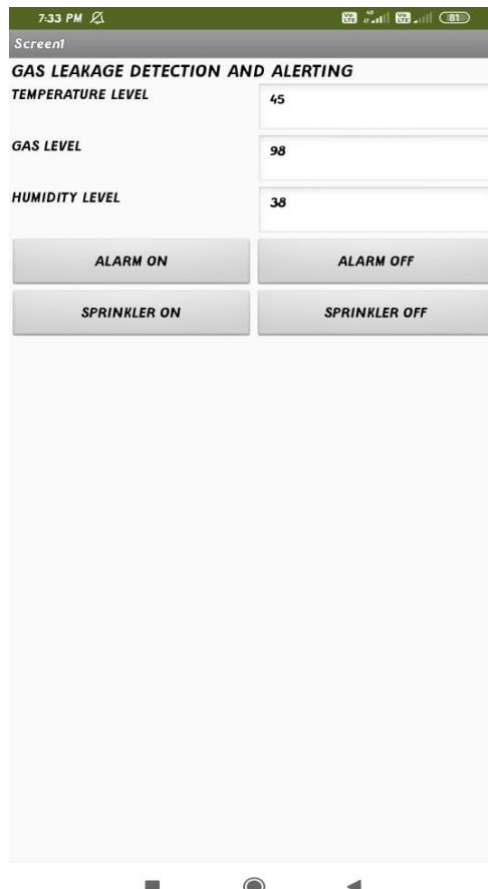 7:33 PM 81
Screen1
GAS LEAKAGE DETECTION AND ALERTING
TEMPERATURE LEVEL 45
GAS LEVEL 98
HUMIDITY LEVEL 38
ALARM ON ALARM OFF
SPRINKLER ON SPRINKLER OFF